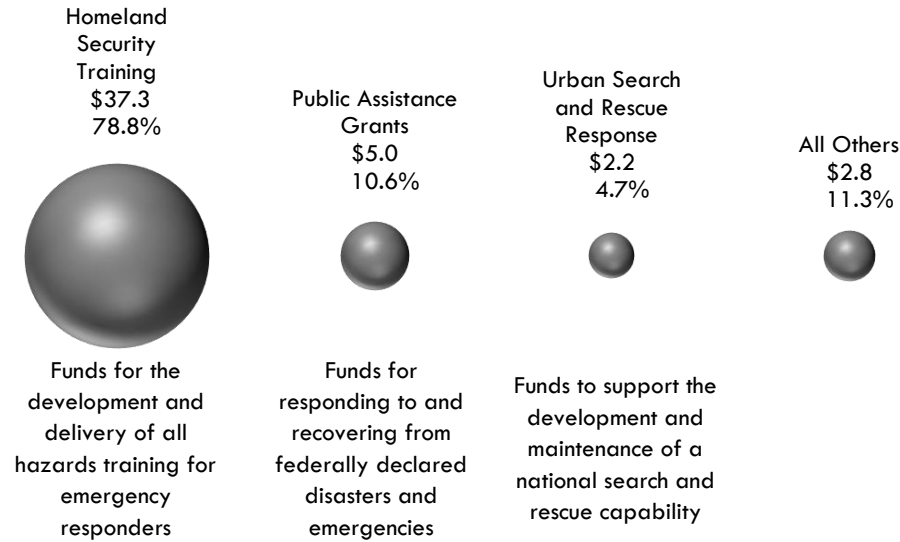 Homeland
Security
Training
$37.3
78.8%
Public Assistance
Grants
$5.0
10.6%
Urban Search
and Rescue
Response
$2.2
4.7%
All Others
$2.8
11.3%
Funds for the
development and
delivery of all
hazards training for
emergency
responders
Funds for
responding to and
recovering from
federally declared
disasters and
emergencies
Funds to support the
development and
maintenance of a
national search and
rescue capability